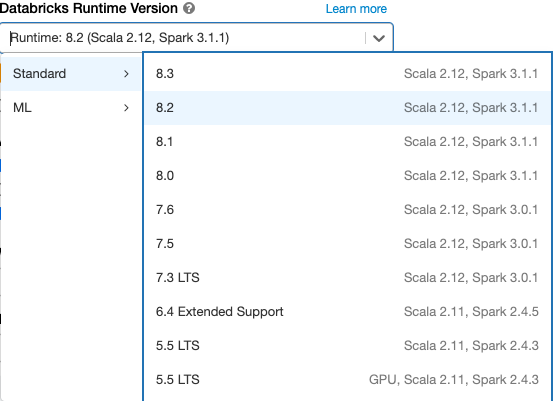 Databricks Runtime Version ? Learn more
Runtime: 8.2 (Scala 2.12, Spark 3.1.1)
Standard
ML
8.3 Scala 2.12, Spark 3.1.1
8.2 Scala 2.12, Spark 3.1.1
8.1 Scala 2.12, Spark 3.1.1
8.0 Scala 2.12, Spark 3.1.1
7.6 Scala 2.12, Spark 3.0.1
7.5 Scala 2.12, Spark 3.0.1
7.3 LTS Scala 2.12, Spark 3.0.1
6.4 Extended Support Scala 2.11, Spark 2.4.5
5.5 LTS Scala 2.11, Spark 2.4.3
5.5 LTS GPU, Scala 2.11, Spark 2.4.3